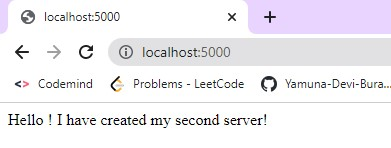 localhost:5000
localhost:5000
<> Codemind Problems - LeetCode Yamuna-Devi-Bura...
Hello ! I have created my second server!